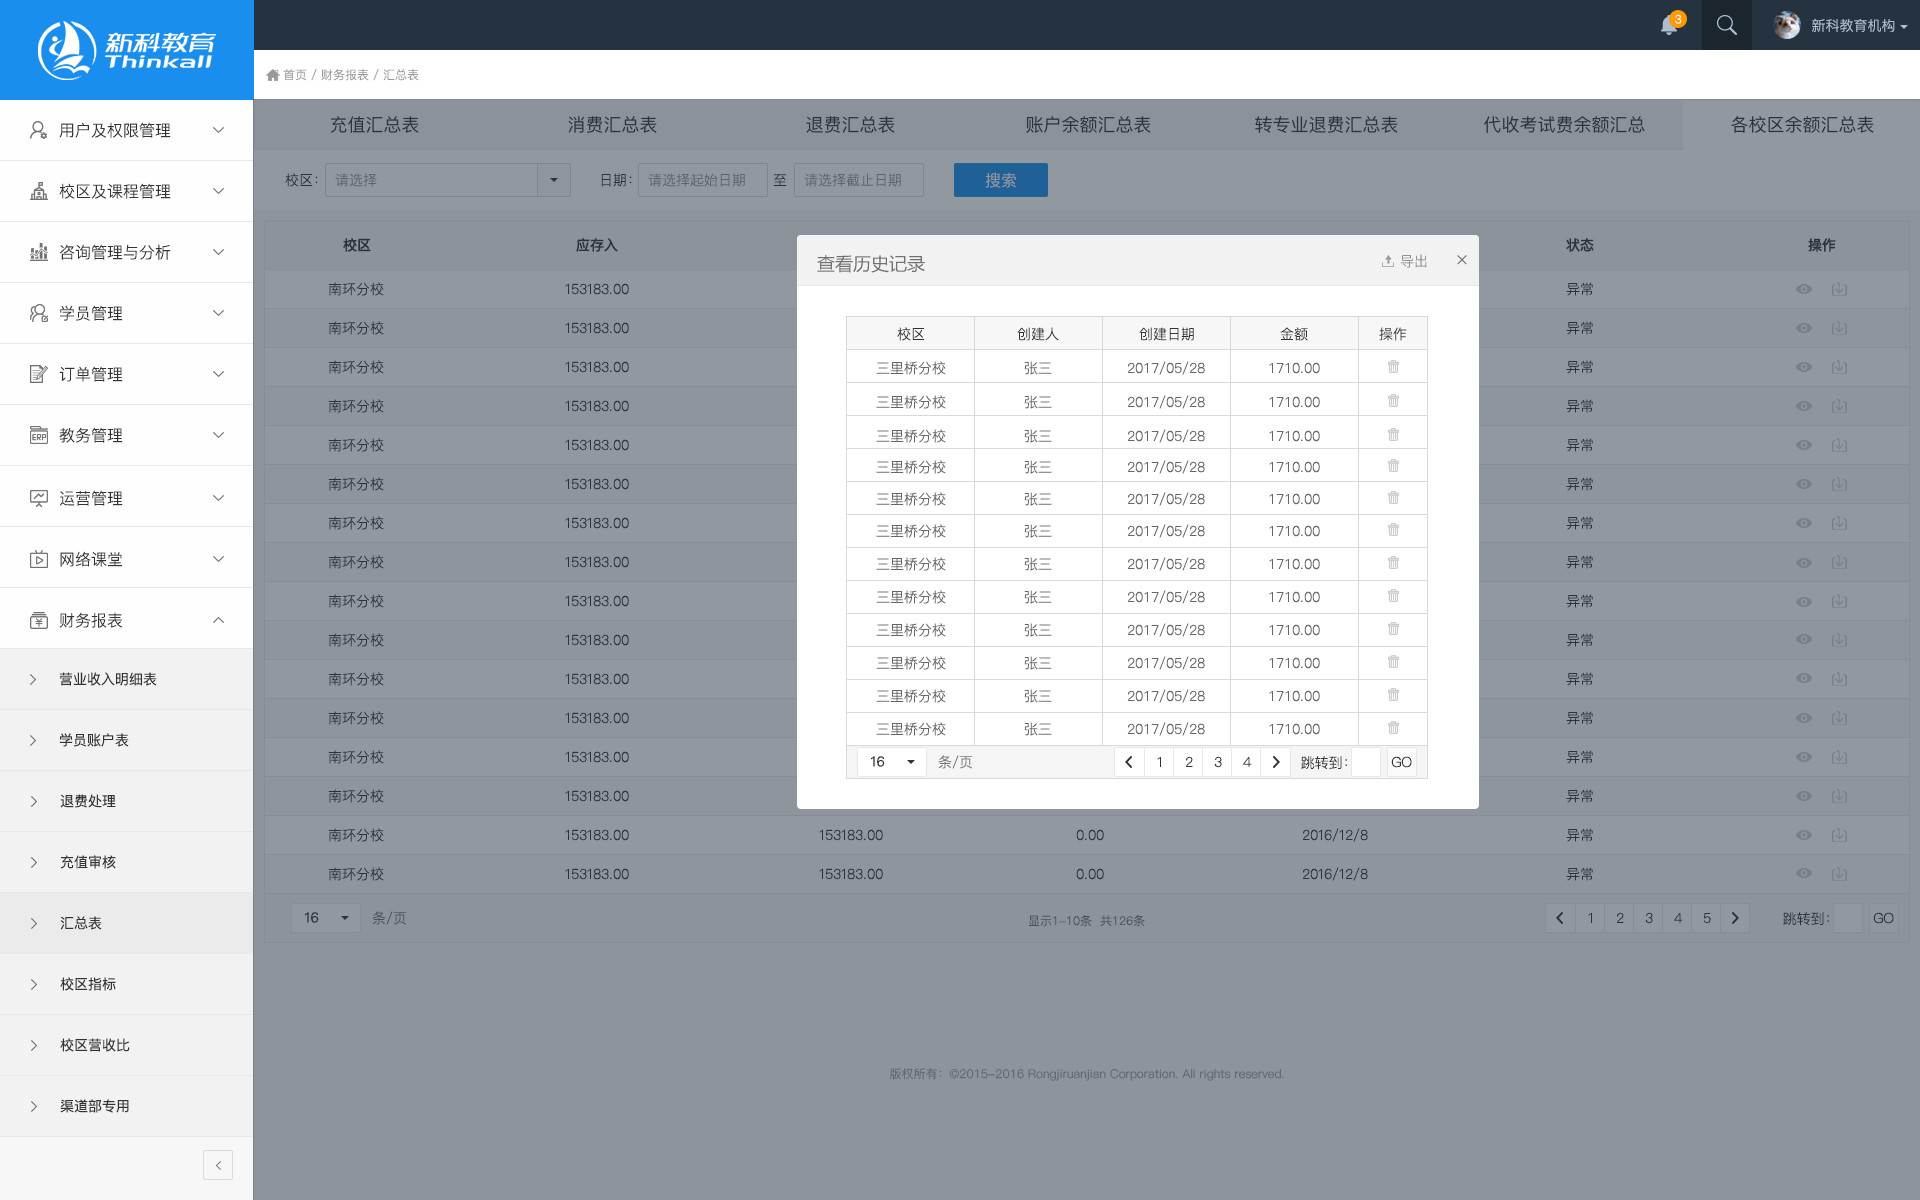 新科教育
Thinkall
3
新科教育机构
首页 / 财务报表 / 汇总表
用户及权限管理
校区及课程管理
咨询管理与分析
学员管理
订单管理
ERP 教务管理
运营管理
网络课堂
财务报表
营业收入明细表
学员账户表
退费处理
充值审核
汇总表
校区指标
校区营收比
渠道部专用
充值汇总表 消费汇总表 退费汇总表 账户余额汇总表 转专业退费汇总表 代收考试费余额汇总 各校区余额汇总表
校区: 请选择 日期: 请选择起始日期 至 请选择截止日期 搜索
校区 应存入 状态 操作
南环分校 153183.00 异常
南环分校 153183.00 异常
南环分校 153183.00 异常
南环分校 153183.00 异常
南环分校 153183.00 异常
南环分校 153183.00 异常
南环分校 153183.00 异常
南环分校 153183.00 异常
南环分校 153183.00 异常
南环分校 153183.00 异常
南环分校 153183.00 异常
南环分校 153183.00 异常
南环分校 153183.00 异常
南环分校 153183.00 异常
南环分校 153183.00 153183.00 0.00 2016/12/8 异常
南环分校 153183.00 153183.00 0.00 2016/12/8 异常
16 条/页 显示1-10条 共126条 1 2 3 4 5 跳转到: GO
查看历史记录 导出
校区 创建人 创建日期 金额 操作
三里桥分校 张三 2017/05/28 1710.00
三里桥分校 张三 2017/05/28 1710.00
三里桥分校 张三 2017/05/28 1710.00
三里桥分校 张三 2017/05/28 1710.00
三里桥分校 张三 2017/05/28 1710.00
三里桥分校 张三 2017/05/28 1710.00
三里桥分校 张三 2017/05/28 1710.00
三里桥分校 张三 2017/05/28 1710.00
三里桥分校 张三 2017/05/28 1710.00
三里桥分校 张三 2017/05/28 1710.00
三里桥分校 张三 2017/05/28 1710.00
三里桥分校 张三 2017/05/28 1710.00
16 条/页 1 2 3 4 跳转到: GO
版权所有: ©2015-2016 Rongjiruanjian Corporation. All rights reserved.